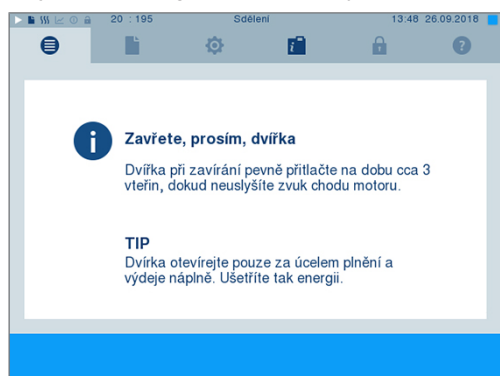 20 : 195 Sdělení 13:48 26.09.2018
Zavřete, prosím, dvířka
Dvířka při zavírání pevně přitlačte na dobu cca 3
vteřin, dokud neuslyšíte zvuk chodu motoru.
TIP
Dvírka otevírejte pouze za účelem plnění a
výdeje náplně. Ušetříte tak energii.